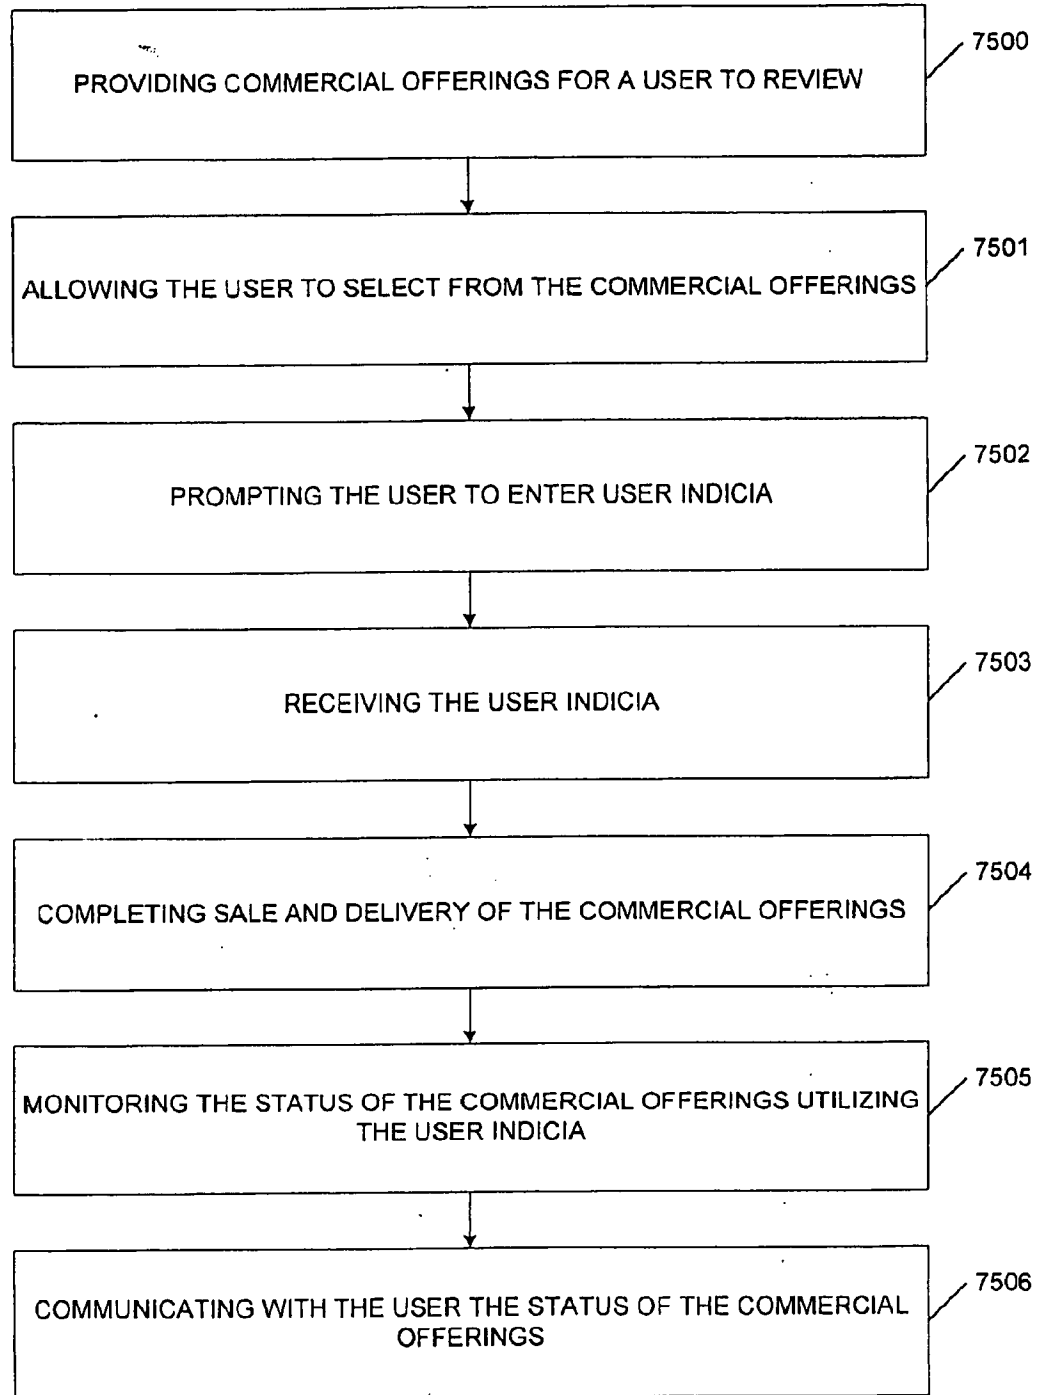 7500
PROVIDING COMMERCIAL OFFERINGS FOR A USER TO REVIEW
7501
ALLOWING THE USER TO SELECT FROM THE COMMERCIAL OFFERINGS
7502
PROMPTING THE USER TO ENTER USER INDICIA
7503
RECEIVING THE USER INDICIA
7504
COMPLETING SALE AND DELIVERY OF THE COMMERCIAL OFFERINGS
7505
MONITORING THE STATUS OF THE COMMERCIAL OFFERINGS UTILIZING
THE USER INDICIA
7506
COMMUNICATING WITH THE USER THE STATUS OF THE COMMERCIAL
OFFERINGS